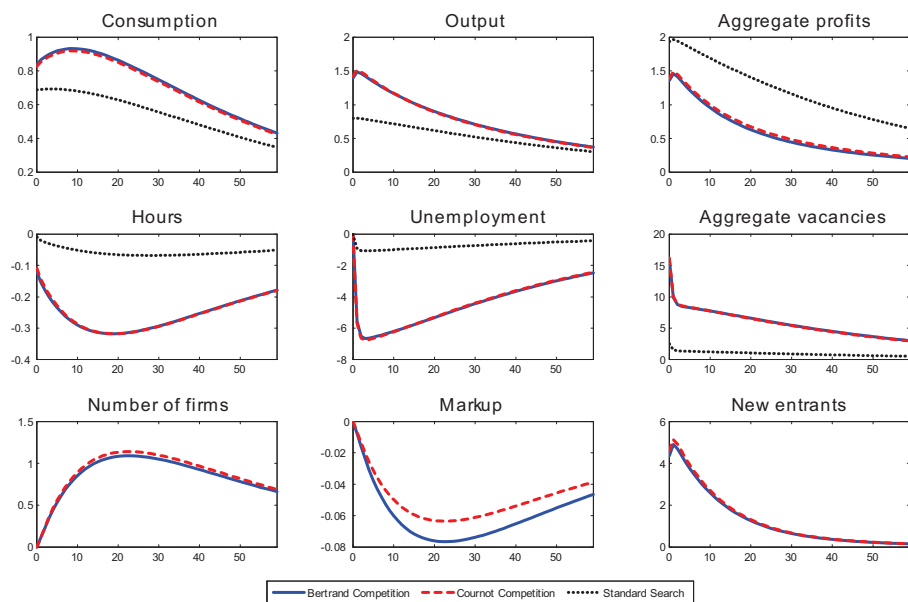 Consumption
Output
Aggregate profits
1
0.8
0.6
0.4
0.2
0 10 20 30 40 50
2
1.5
1
0.5
0
0 10 20 30 40 50
2
1.5
1
0.5
0
0 10 20 30 40 50
Hours
Unemployment
Aggregate vacancies
0
-0.1
-0.2
-0.3
-0.4
0 10 20 30 40 50
0
-2
-4
-6
-8
0 10 20 30 40 50
20
15
10
5
0
0 10 20 30 40 50
Number of firms
Markup
New entrants
1.5
1
0.5
0
0 10 20 30 40 50
0
-0.02
-0.04
-0.06
-0.08
0 10 20 30 40 50
6
4
2
0
0 10 20 30 40 50
Bertrand Competition Cournot Competition Standard Search